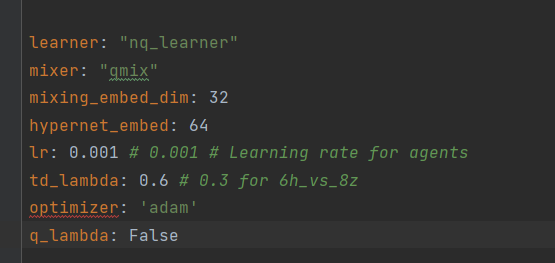 learner: "nq_learner"
mixer: "qmix"
mixing_embed_dim: 32
hypernet_embed: 64
lr: 0.001 # 0.001 # Learning rate for agents
td_lambda: 0.6 # 0.3 for 6h_vs_8z
optimizer: 'adam'
q_lambda: False